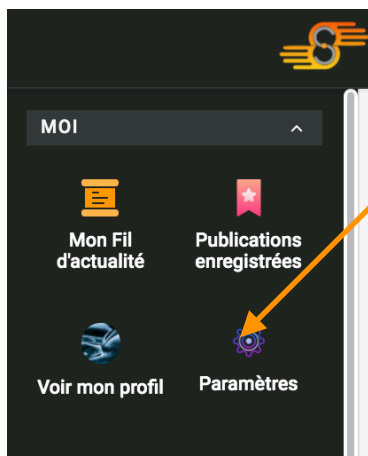 MOI
Mon Fil
d'actualité
Publications
enregistrées
Voir mon profil
Paramètres